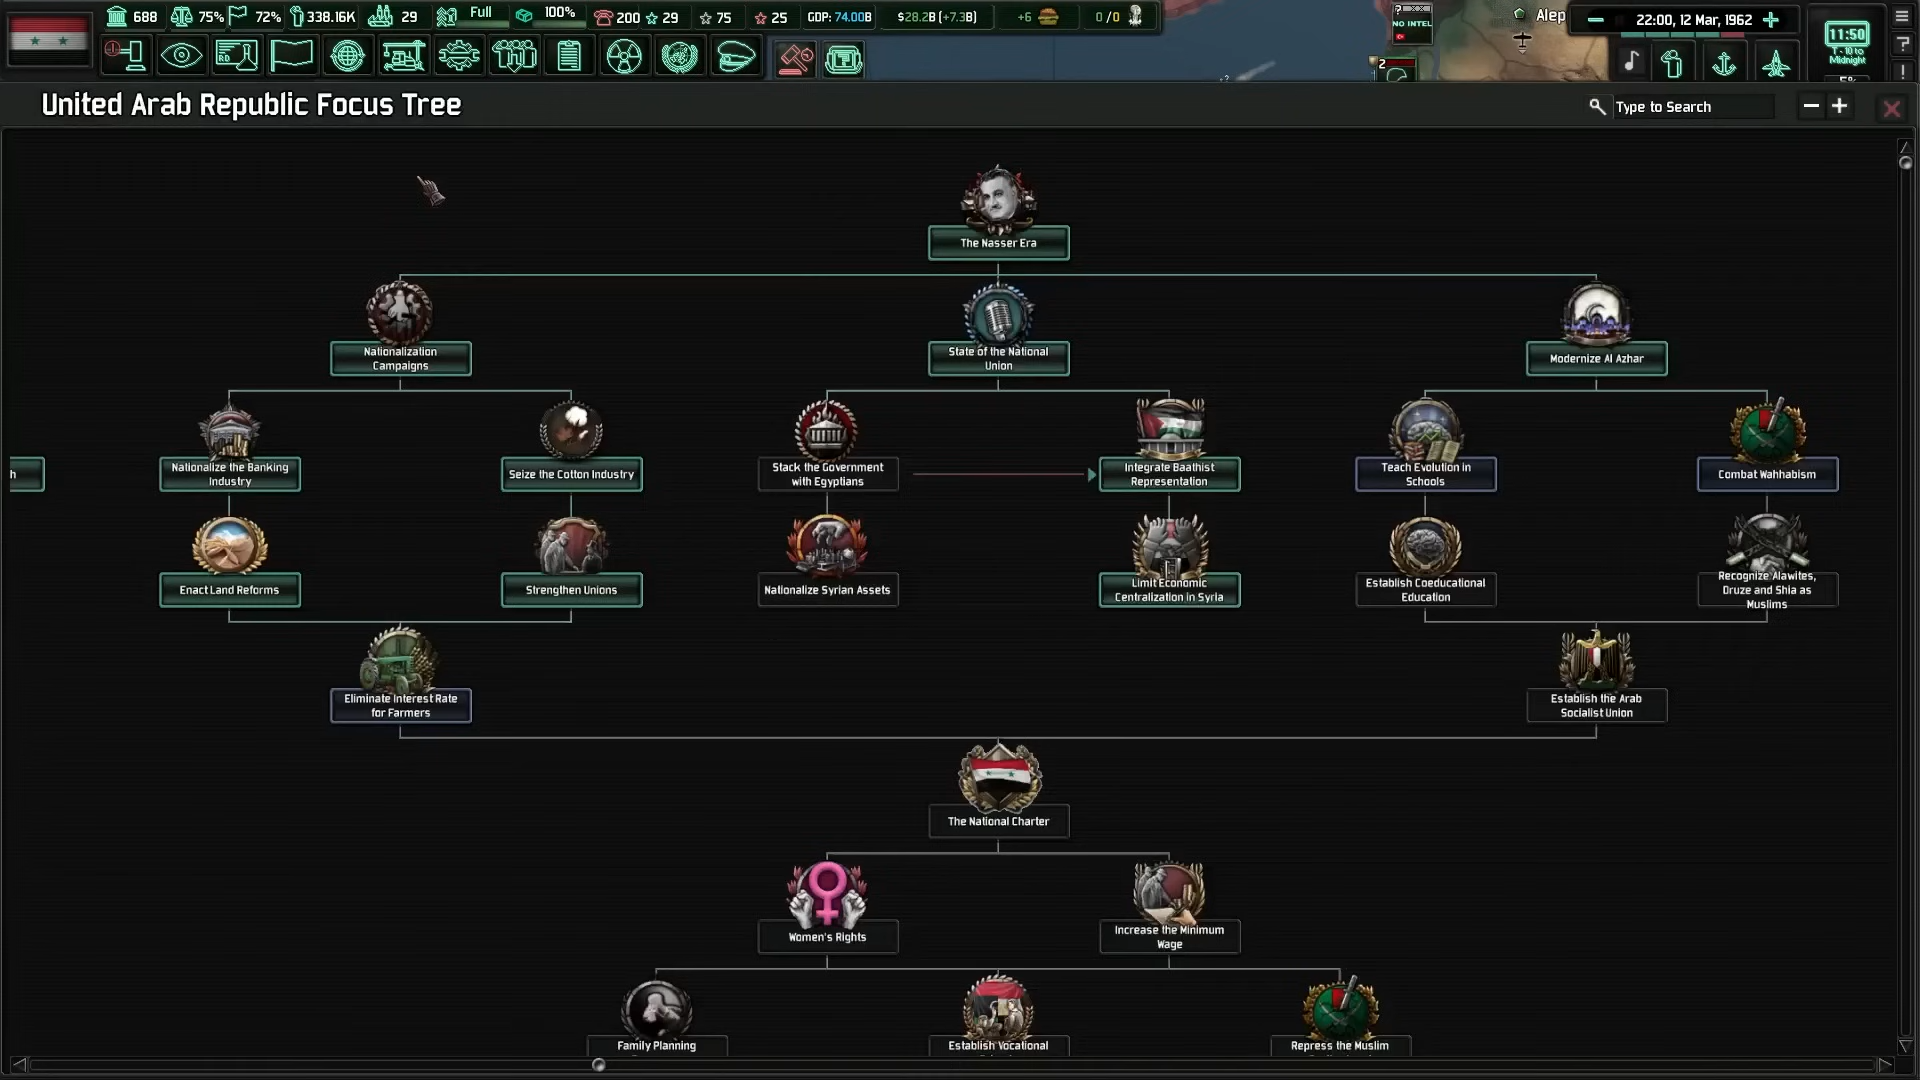 688 75% 72% 338.16K 29 Full 100% 200 29 75 25 GDP: 74.00B $28.2B (+7.3B) +6 0/0
NO INTEL
Alep
22:00, 12 Mar, 1962
11:50
T - 10 to
Midnight
5%
2
United Arab Republic Focus Tree
Type to Search
The Nasser Era
Nationalization
Campaigns
State of the National
Union
Modernize Al Azhar
h
Nationalize the Banking
Industry
Seize the Cotton Industry
Stack the Government
with Egyptians
Integrate Baathist
Representation
Teach Evolution in
Schools
Combat Wahhabism
Enact Land Reforms
Strengthen Unions
Nationalize Syrian Assets
Limit Economic
Centralization in Syria
Establish Coeducational
Education
Recognize Alawites,
Druze and Shia as
Muslims
Eliminate Interest Rate
for Farmers
Establish the Arab
Socialist Union
The National Charter
Women's Rights
Increase the Minimum
Wage
Family Planning
Establish Vocational
Repress the Muslim